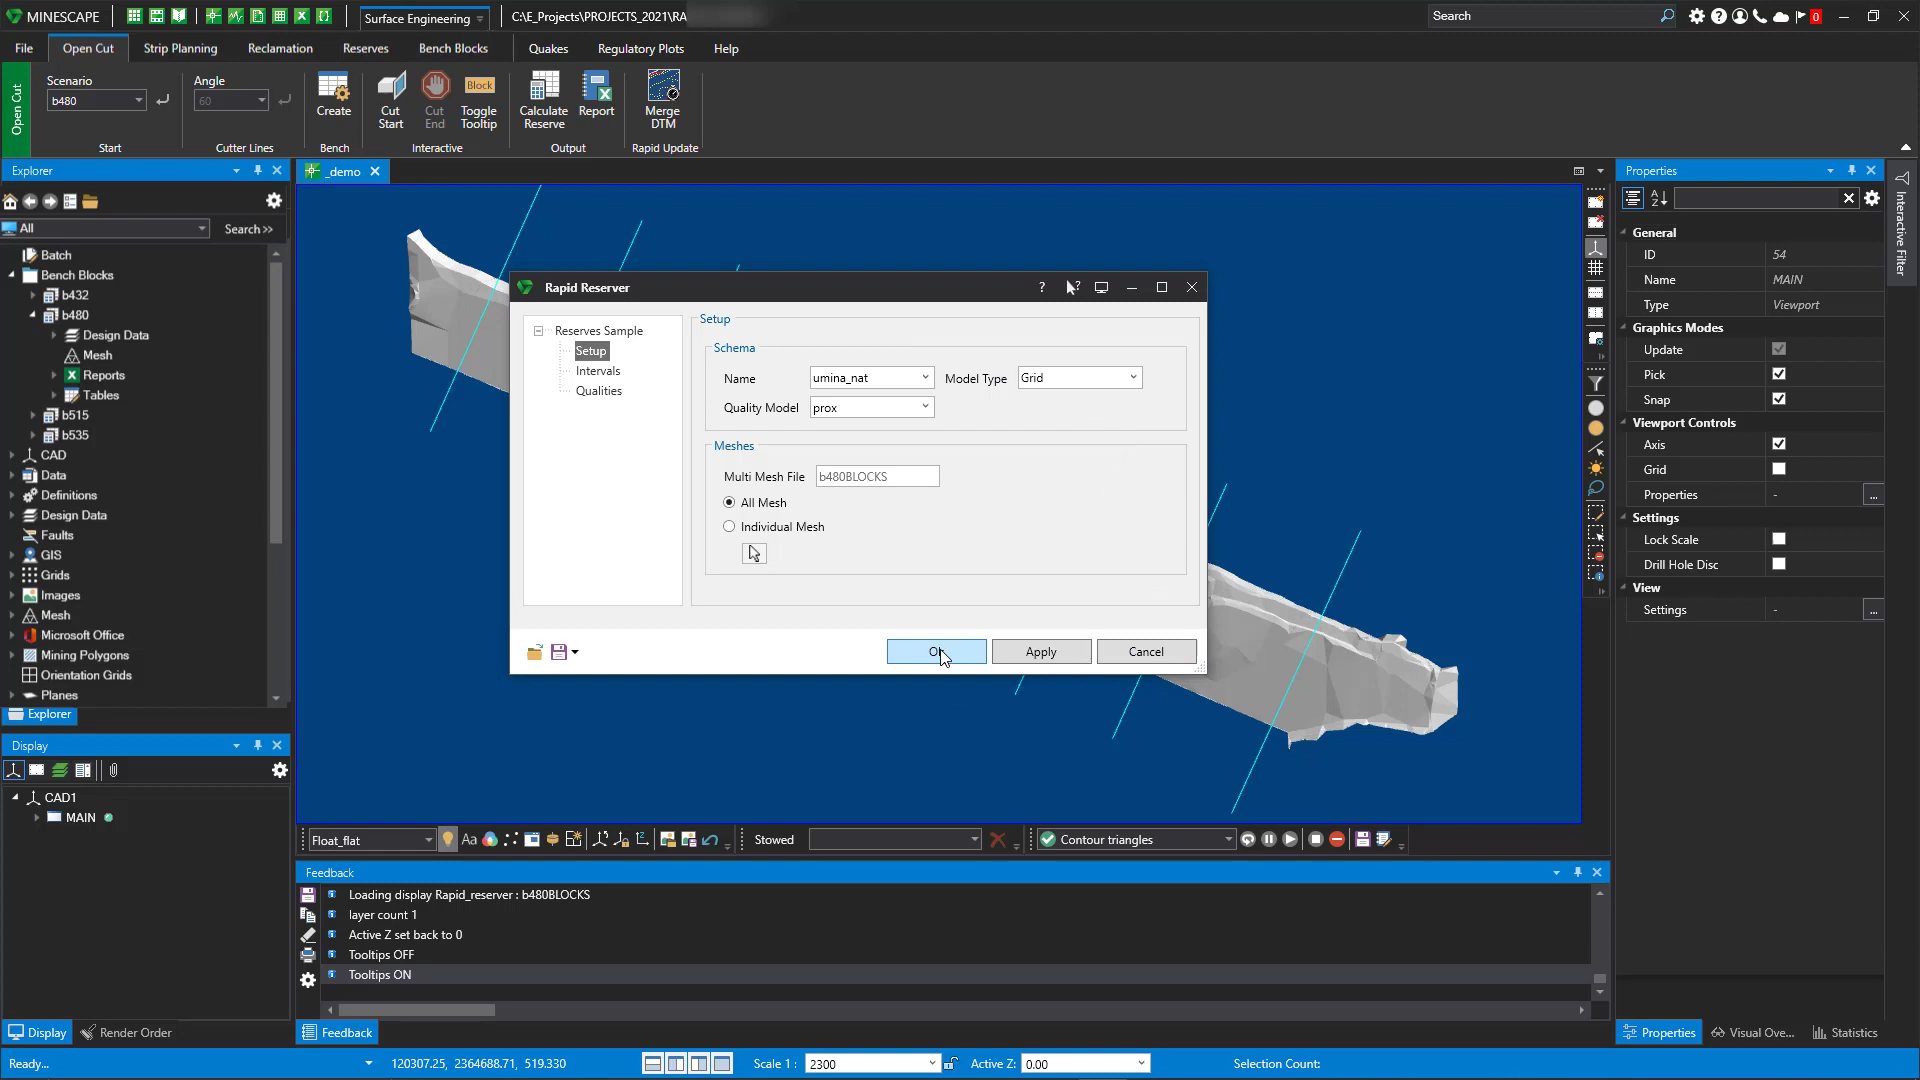 MINESCAPE
Surface Engineering
C:\E_Projects\PROJECTS_2021\RA
Search
0
File
Open Cut
Strip Planning
Reclamation
Reserves
Bench Blocks
Quakes
Regulatory Plots
Help
Open Cut
Scenario
b480
Start
Angle
60
Cutter Lines
Create
Bench
Cut Start
Cut End
Block
Toggle Tooltip
Interactive
Calculate Reserve
Report
Output
Merge DTM
Rapid Update
Explorer
All
Search>>
Batch
Bench Blocks
b432
b480
Design Data
Mesh
Reports
Tables
b515
b535
CAD
Data
Definitions
Design Data
Faults
GIS
Grids
Images
Mesh
Microsoft Office
Mining Polygons
Orientation Grids
Planes
Explorer
Display
CAD1
MAIN
Display
Render Order
_demo
Rapid Reserver
Reserves Sample
Setup
Intervals
Qualities
Setup
Schema
Name
umina_nat
Model Type
Grid
Quality Model
prox
Meshes
Multi Mesh File
b480BLOCKS
All Mesh
Individual Mesh
Apply
Cancel
Float_flat
Aa
Stowed
Contour triangles
Feedback
Loading display Rapid_reserver : b480BLOCKS
layer count 1
Active Z set back to 0
Tooltips OFF
Tooltips ON
Feedback
Properties
General
ID
54
Name
MAIN
Type
Viewport
Graphics Modes
Update
Pick
Snap
Viewport Controls
Axis
Grid
Properties
-
...
Settings
Lock Scale
Drill Hole Disc
View
Settings
-
...
Interactive Filter
Properties
Visual Ove...
Statistics
Ready...
120307.25, 2364688.71, 519.330
Scale 1 :
2300
Active Z:
0.00
Selection Count: